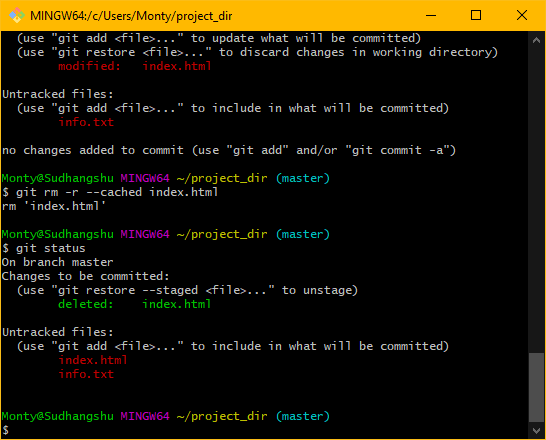 MINGW64:/c/Users/Monty/project_dir
(use "git add <file>..." to update what will be committed)
(use "git restore <file>..." to discard changes in working directory)
modified:   index.html
Untracked files:
(use "git add <file>..." to include in what will be committed)
info.txt
no changes added to commit (use "git add" and/or "git commit -a")
Monty@Sudhangshu MINGW64 ~/project_dir (master)
$ git rm -r --cached index.html
rm 'index.html'
Monty@Sudhangshu MINGW64 ~/project_dir (master)
$ git status
On branch master
Changes to be committed:
(use "git restore --staged <file>..." to unstage)
deleted:    index.html
Untracked files:
(use "git add <file>..." to include in what will be committed)
index.html
info.txt
Monty@Sudhangshu MINGW64 ~/project_dir (master)
$